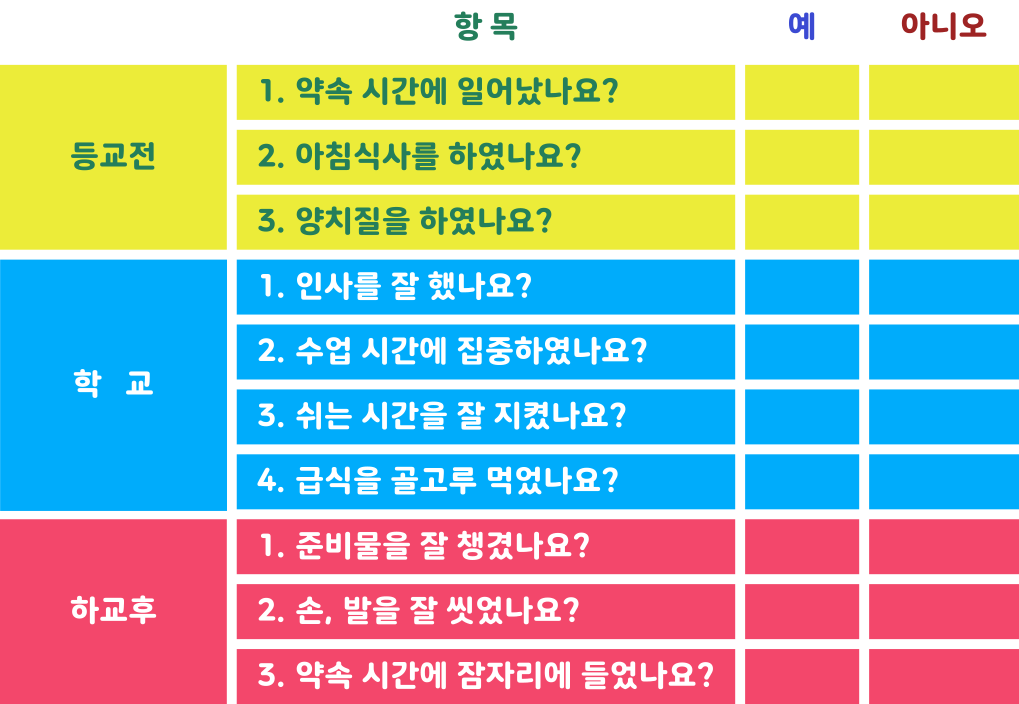 항 목 예 아니오
등교전
1. 약속 시간에 일어났나요?
2. 아침식사를 하였나요?
3. 양치질을 하였나요?
학 교
1. 인사를 잘 했나요?
2. 수업 시간에 집중하였나요?
3. 쉬는 시간을 잘 지켰나요?
4. 급식을 골고루 먹었나요?
하교후
1. 준비물을 잘 챙겼나요?
2. 손, 발을 잘 씻었나요?
3. 약속 시간에 잠자리에 들었나요?